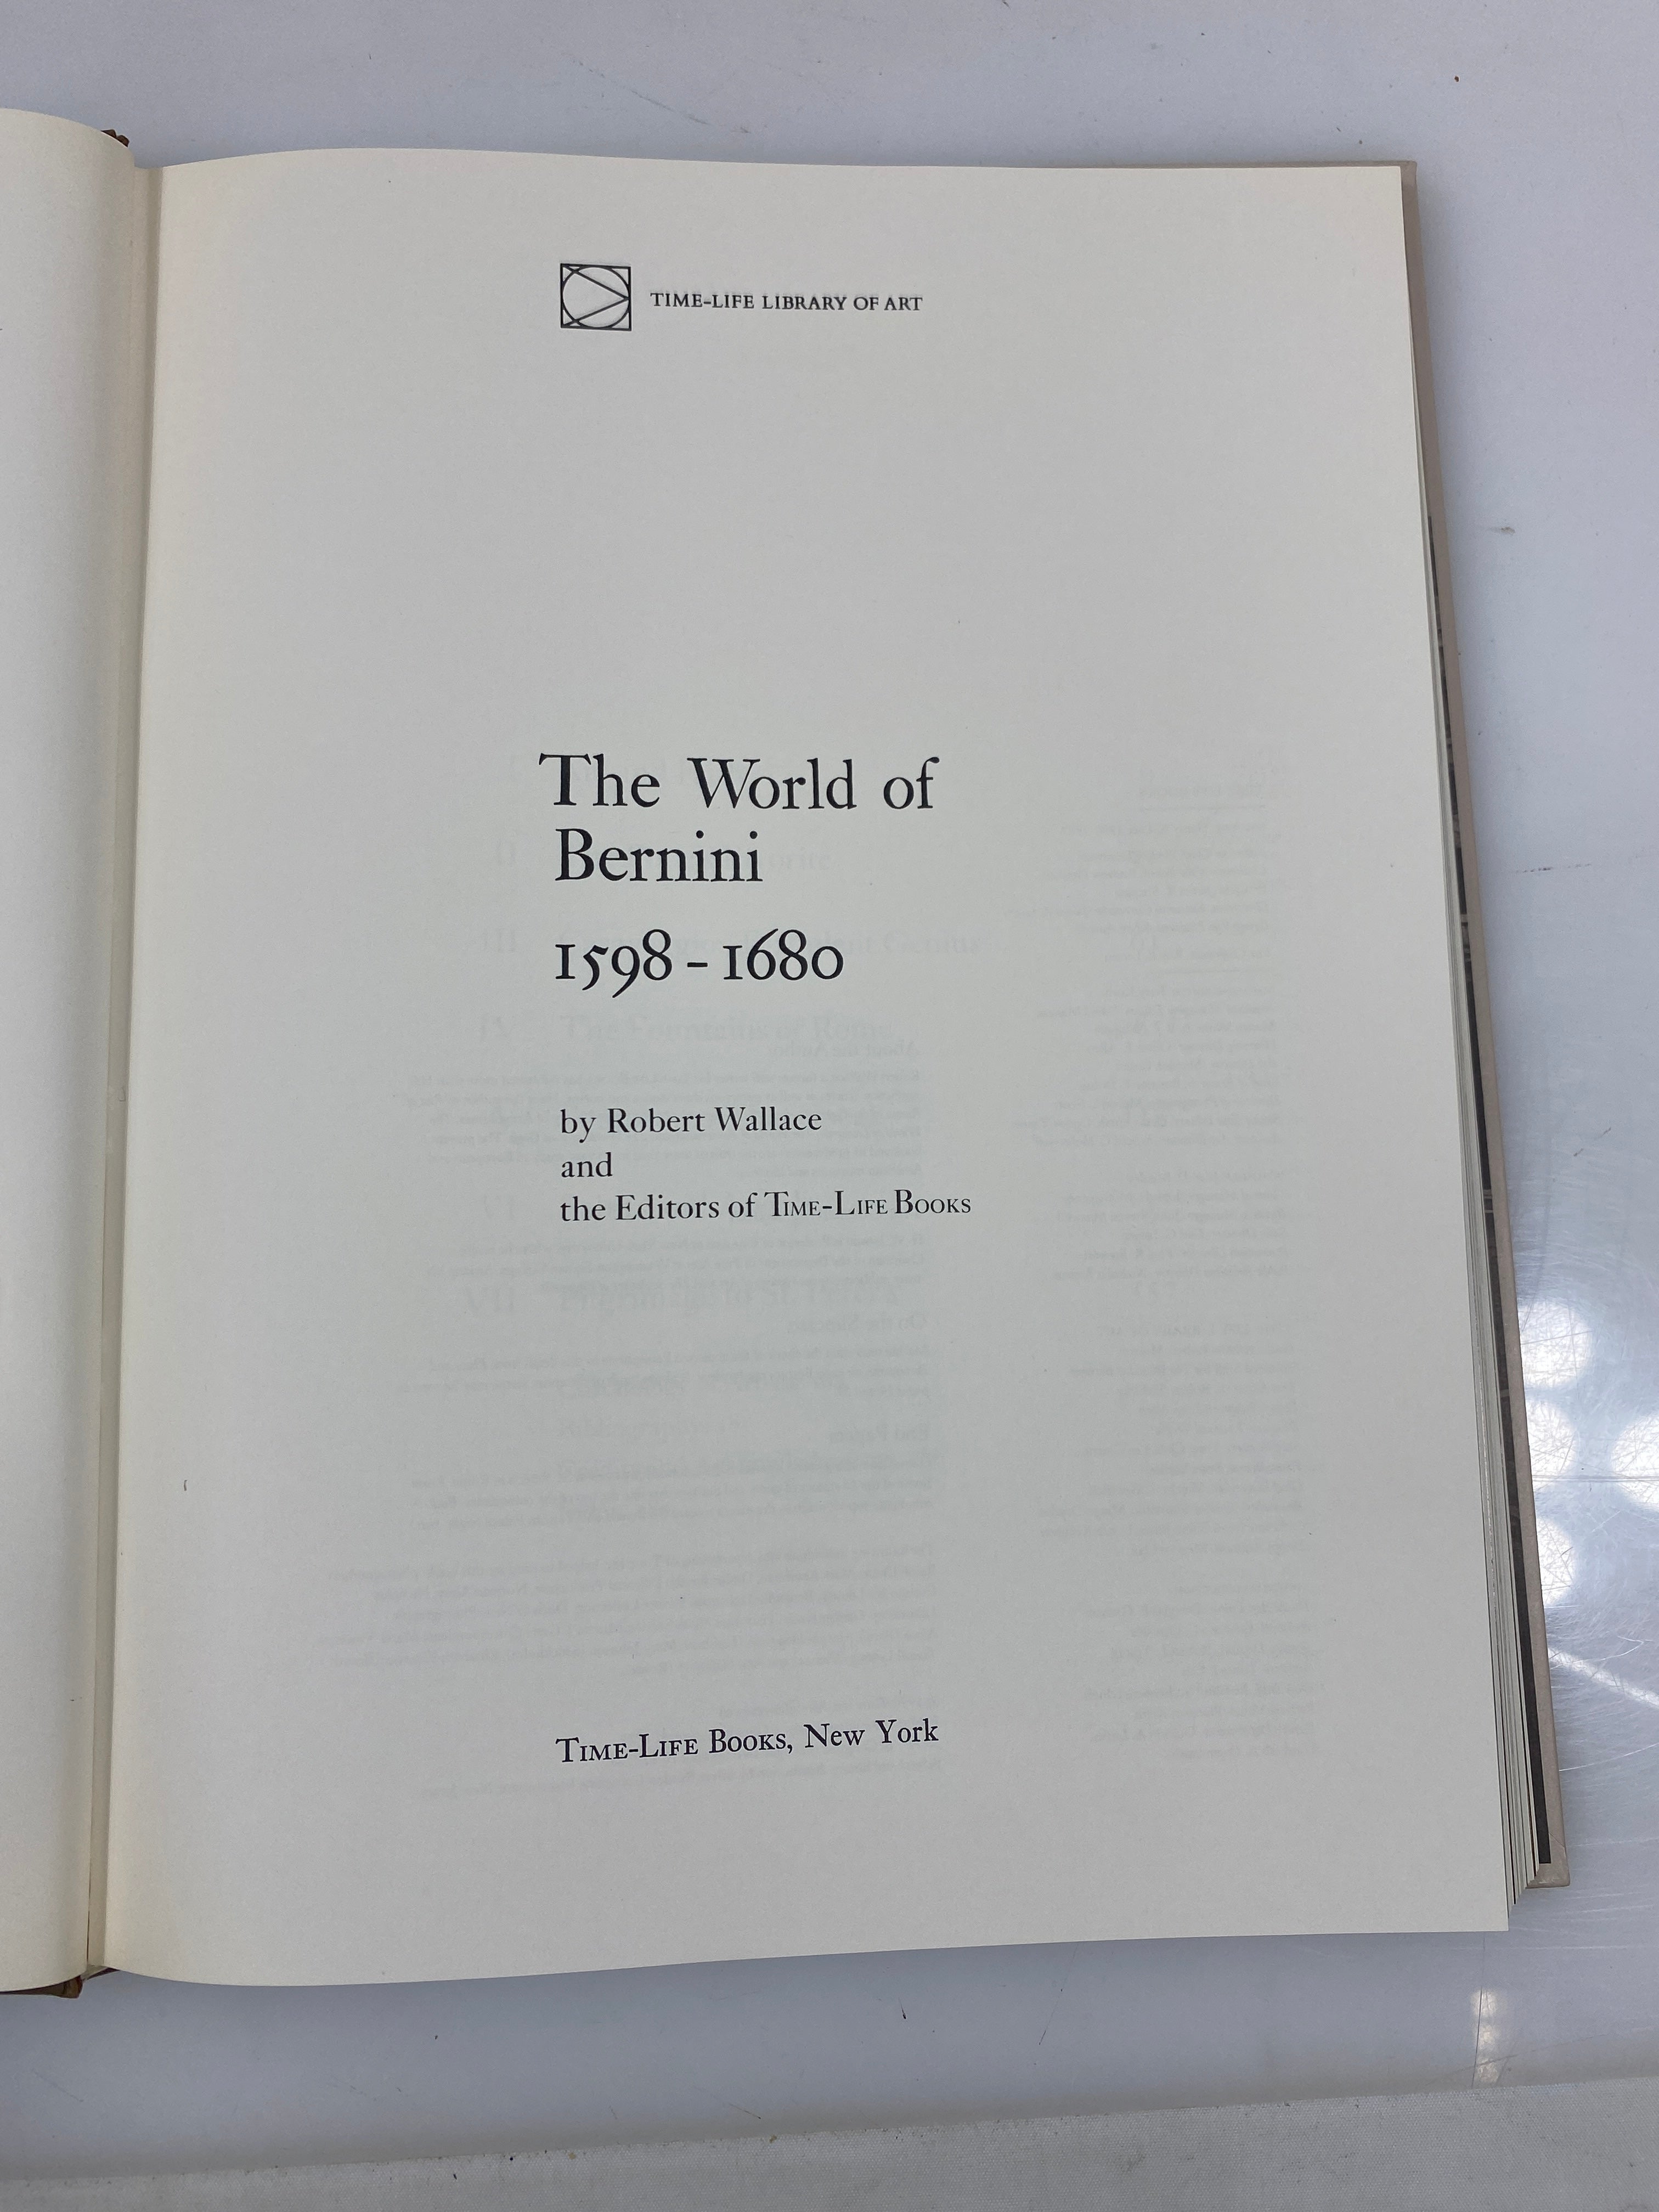 TIME-LIFE LIBRARY OF ART
The World of
Bernini
1598-1680
by Robert Wallace
and
the Editors of TIME-LIFE BOOKS
TIME-LIFE BOOKS, New York